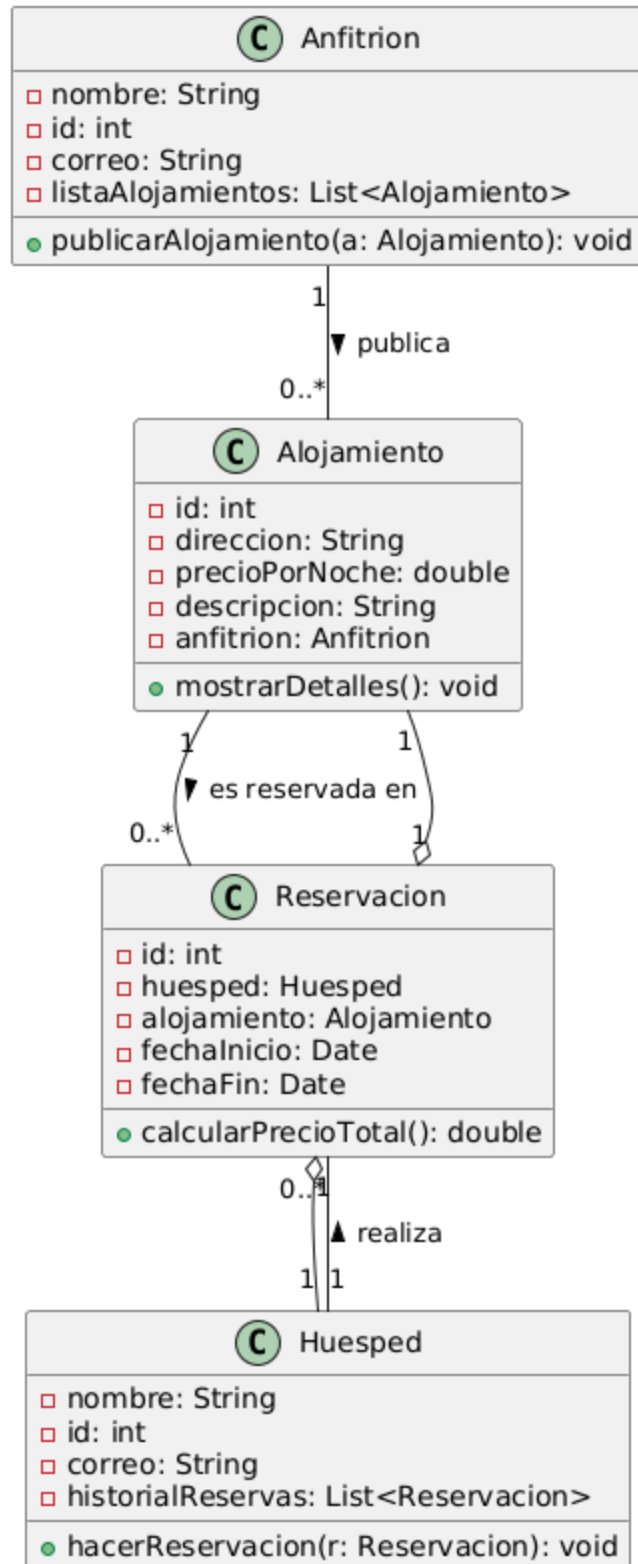 C Anfitrion
nombre: String
id: int
correo: String
listaAlojamientos: List<Alojamiento>
publicarAlojamiento(a: Alojamiento): void
1
publica
0..*
C Alojamiento
id: int
direccion: String
precioPorNoche: double
descripcion: String
anfitrion: Anfitrion
mostrarDetalles(): void
1 1
es reservada en
0..* 1
C Reservacion
id: int
huesped: Huesped
alojamiento: Alojamiento
fechaInicio: Date
fechaFin: Date
calcularPrecioTotal(): double
0..* 1
realiza
1 1
C Huesped
nombre: String
id: int
correo: String
historialReservas: List<Reservacion>
hacerReservacion(r: Reservacion): void